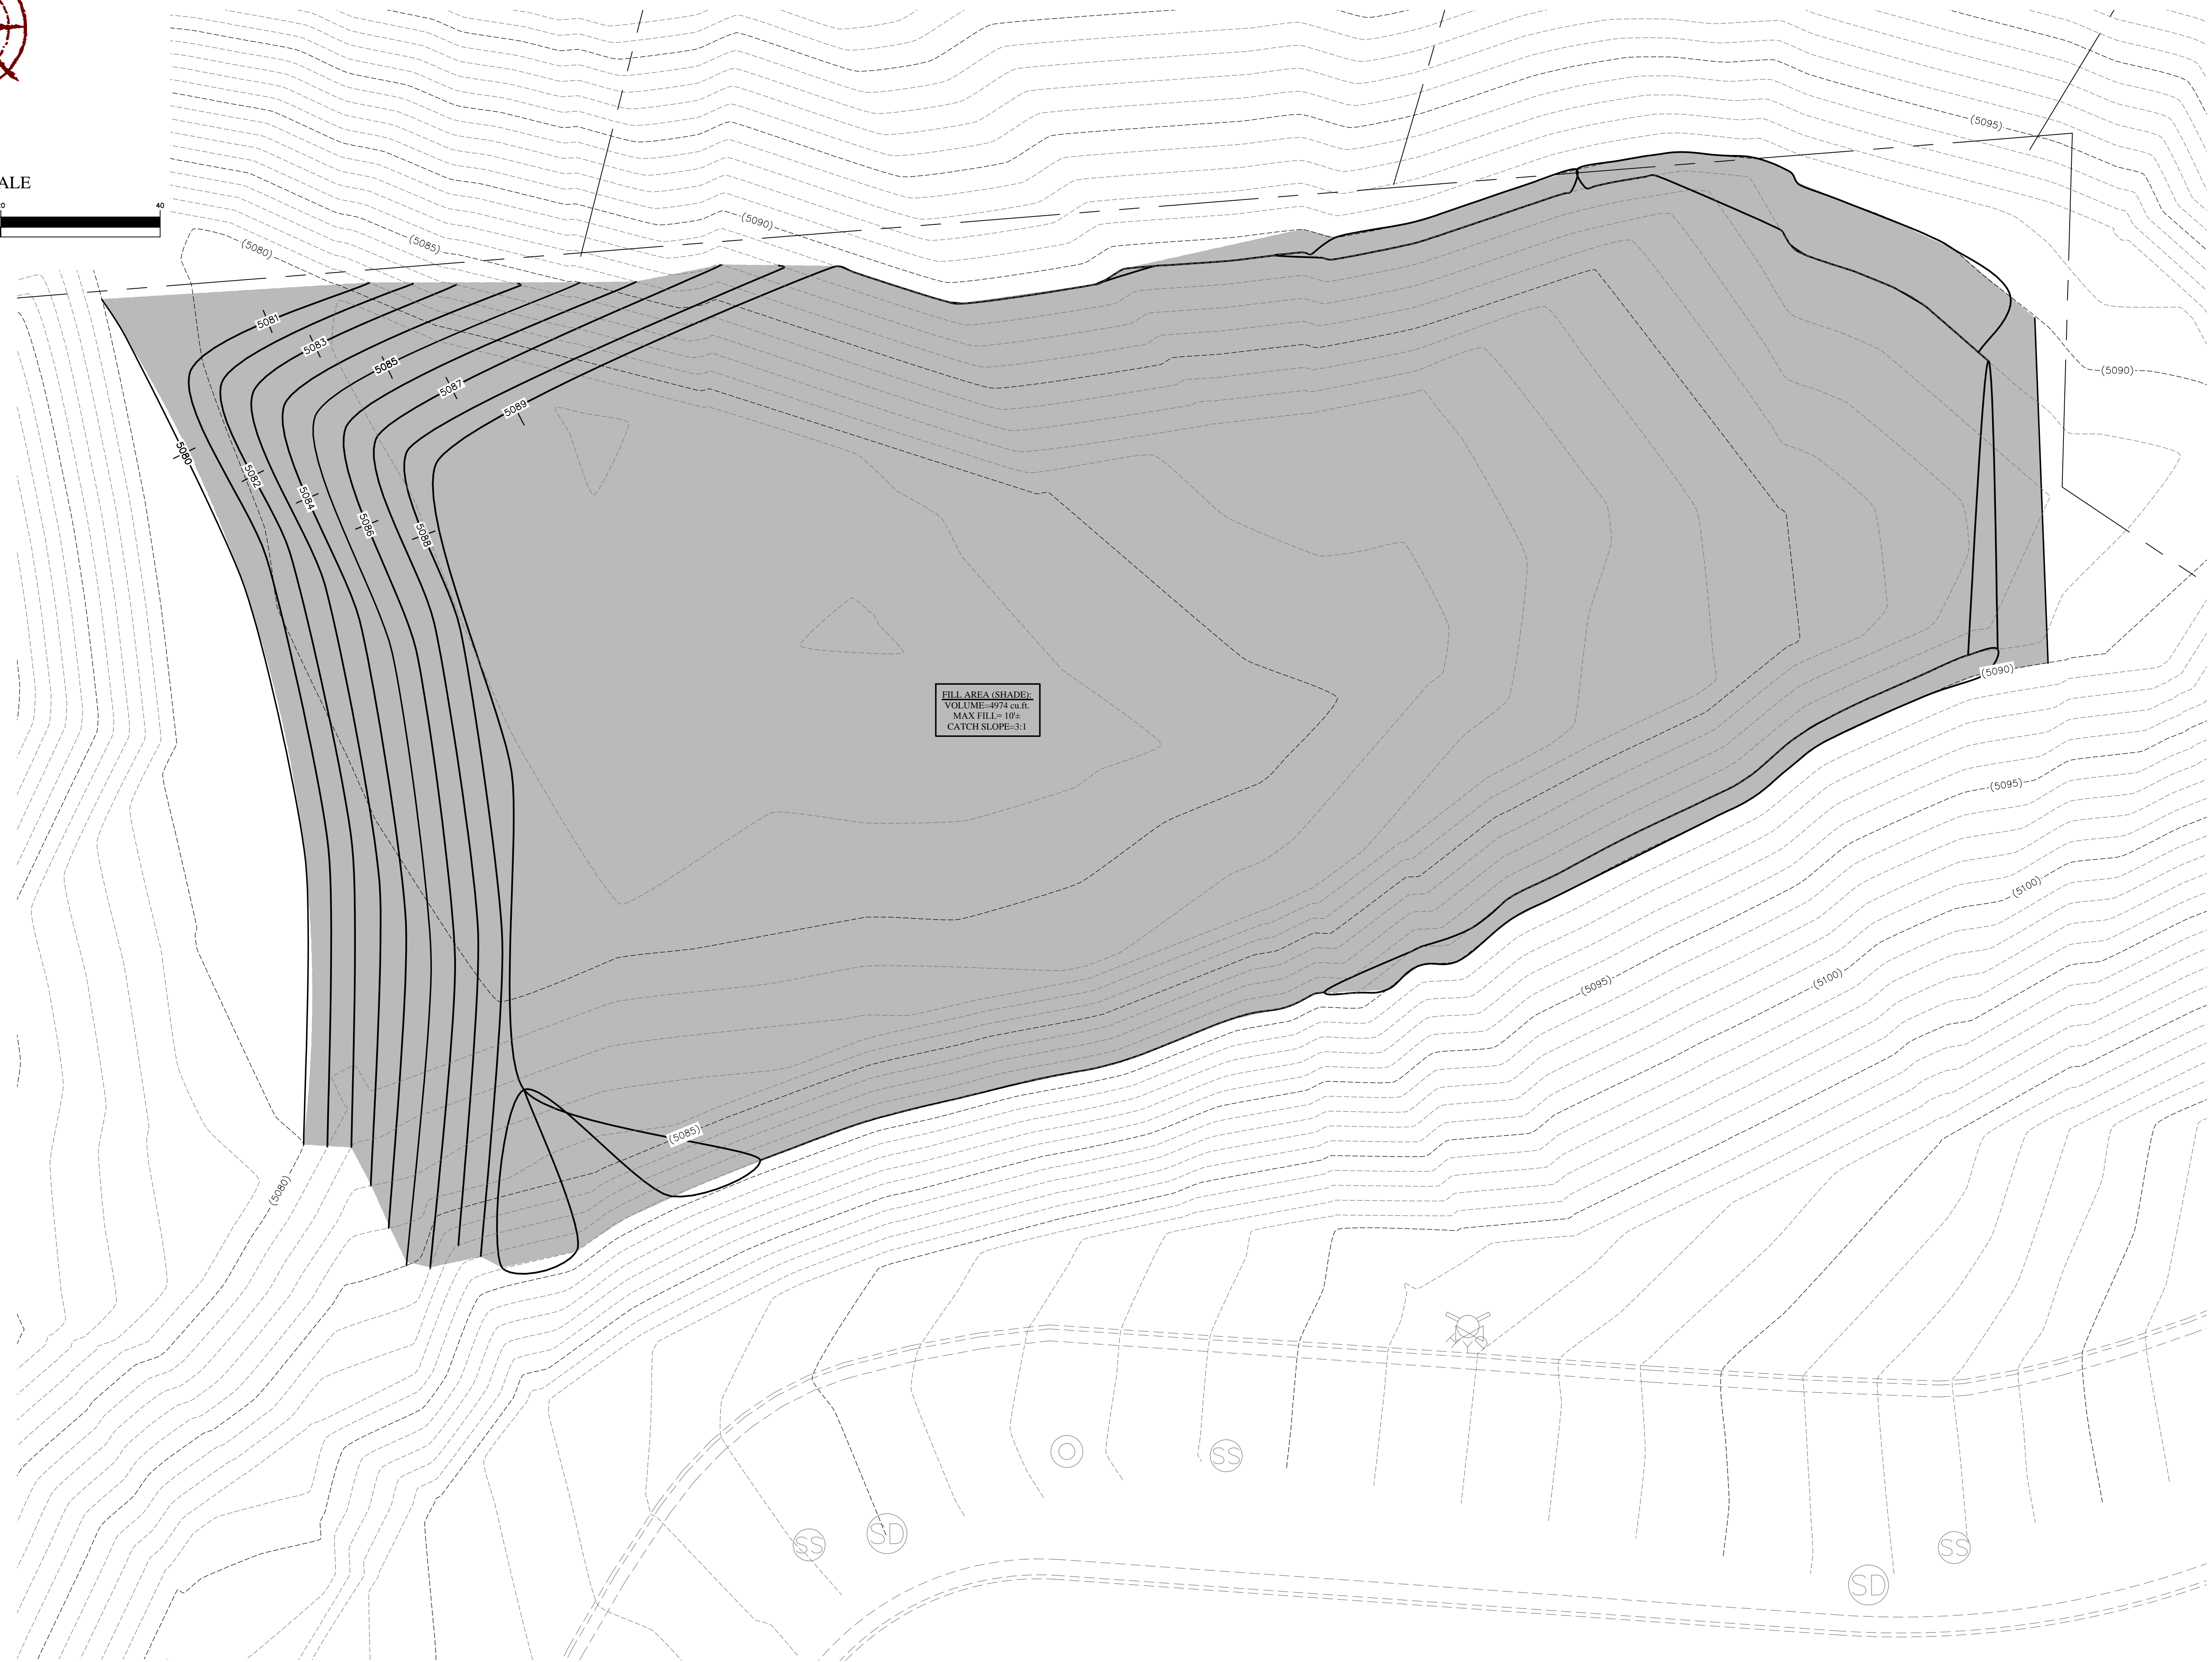 ALE
20
40
(5095)
(5090)
(5085)
(5080)
5081
5083
5085
5087
5089
(5090)
5080
5082
5084
5086
5088
(5090)
FILL AREA (SHADE):
VOLUME=4974 cu.ft.
MAX FILL= 10'±
CATCH SLOPE=3:1
(5095)
(5100)
(5100)
(5095)
(5085)
(5080)
SS
SS
SD
SS
SD